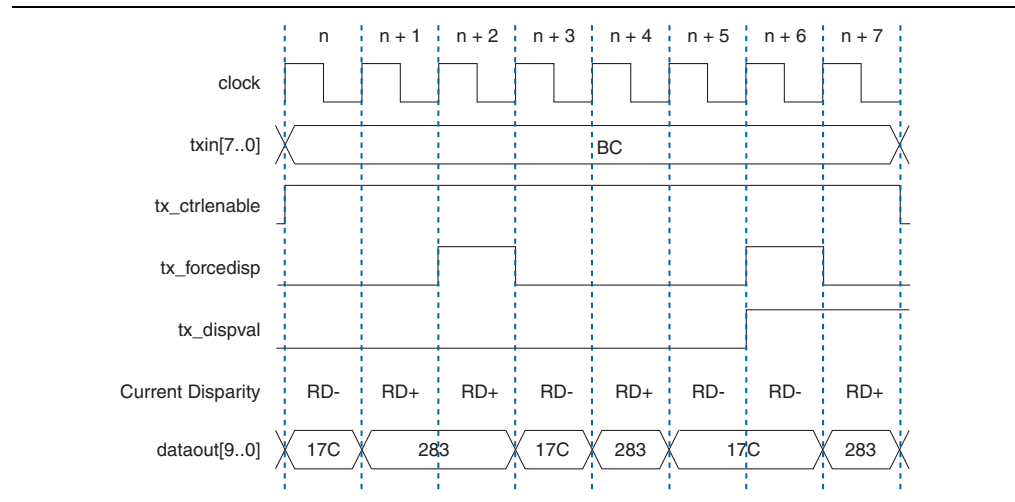 n n + 1 n + 2 n + 3 n + 4 n + 5 n + 6 n + 7
clock
txin[7..0] BC
tx_ctrlenable
tx_forcedisp
tx_dispval
Current Disparity RD- RD+ RD+ RD- RD+ RD- RD- RD+
dataout[9..0] 17C 283 17C 283 17C 283